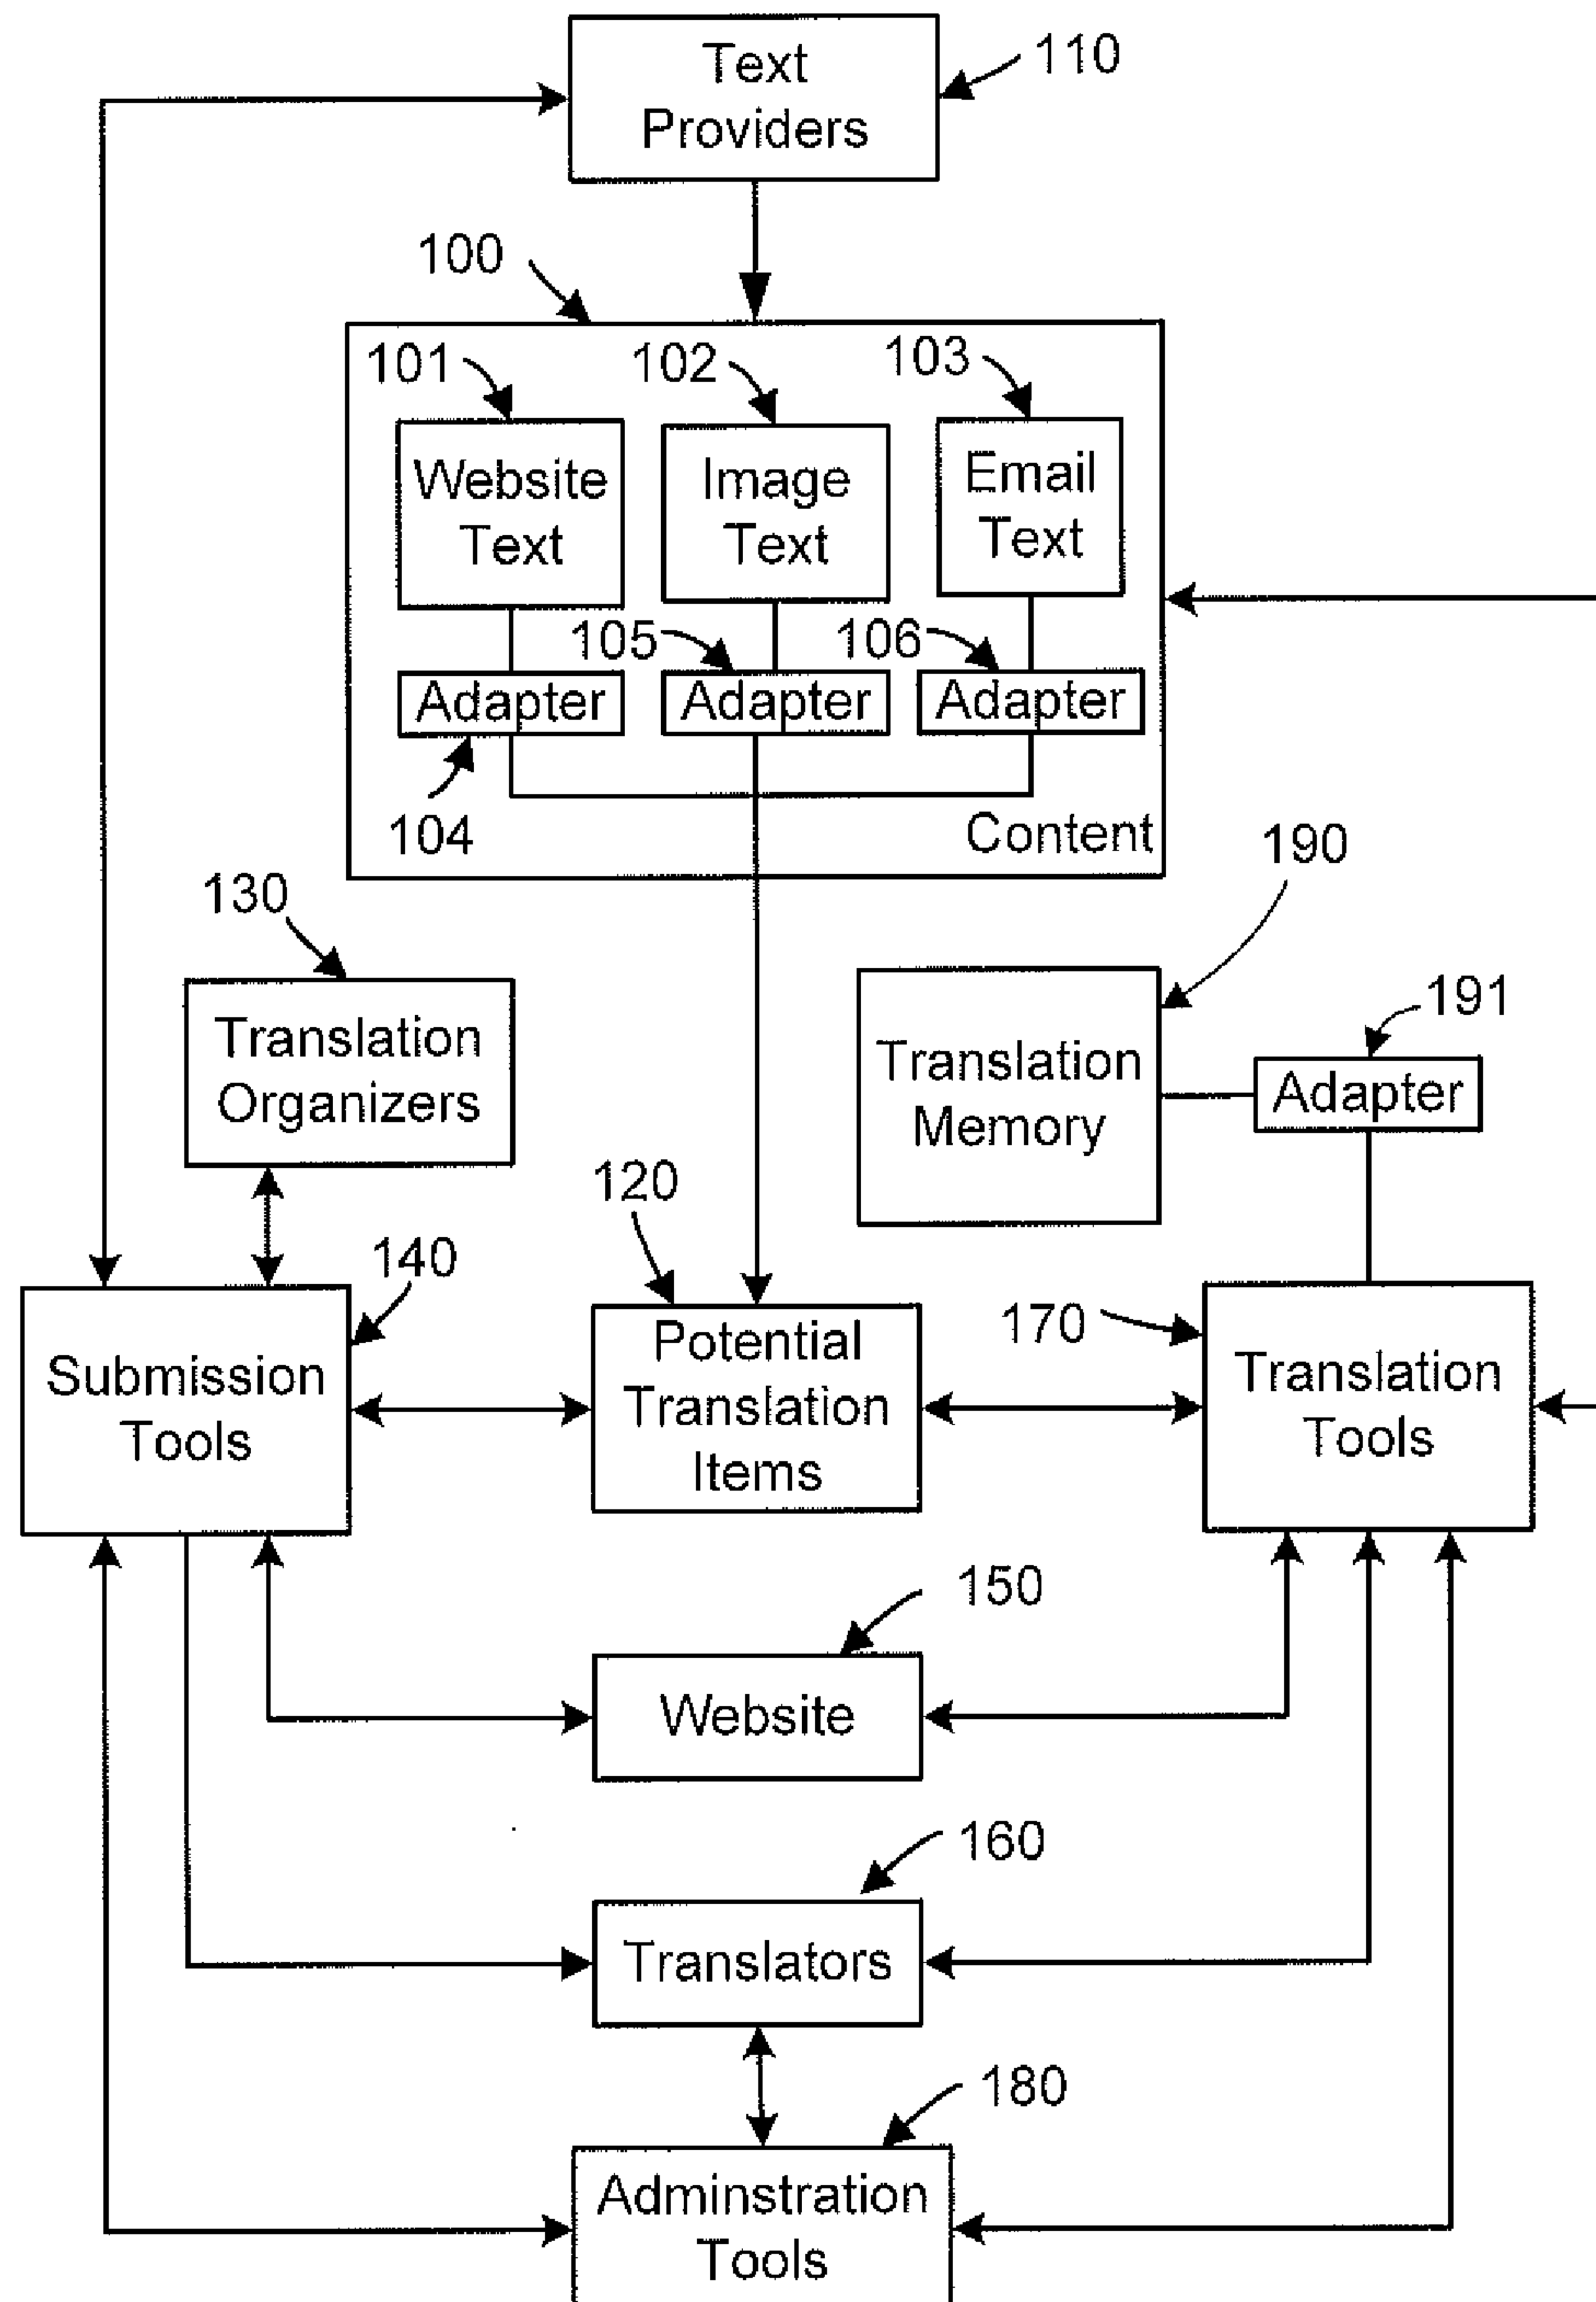 Text
Providers
110
100
101
102
103
Website
Text
Image
Text
Email
Text
105
106
Adapter
Adapter
Adapter
104
Content
190
130
191
Translation
Organizers
Translation
Memory
Adapter
120
140
170
Submission
Tools
Potential
Translation
Items
Translation
Tools
150
Website
160
Translators
180
Adminstration
Tools